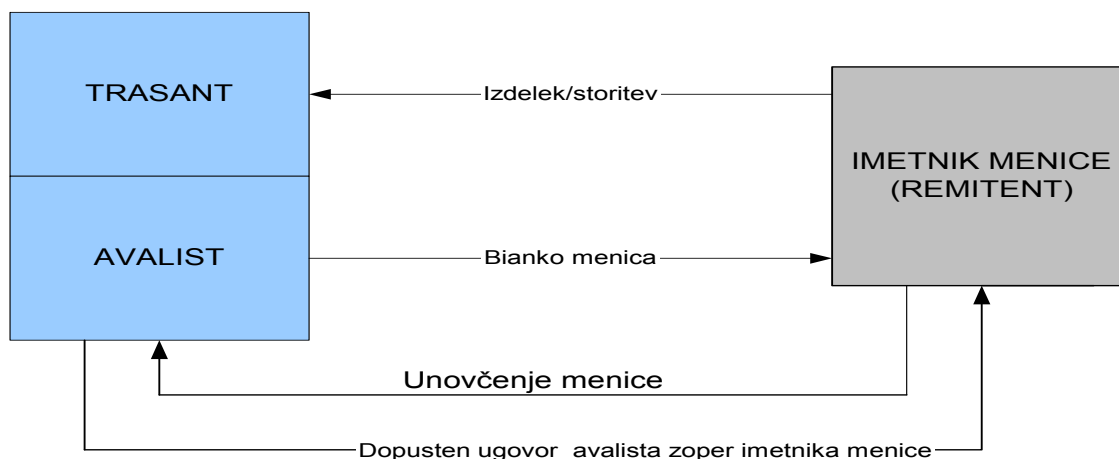 TRASANT
Izdelek/storitev
IMETNIK MENICE
(REMITENT)
AVALIST
Bianko menica
Unovčenje menice
Dopusten ugovor avalista zoper imetnika menice